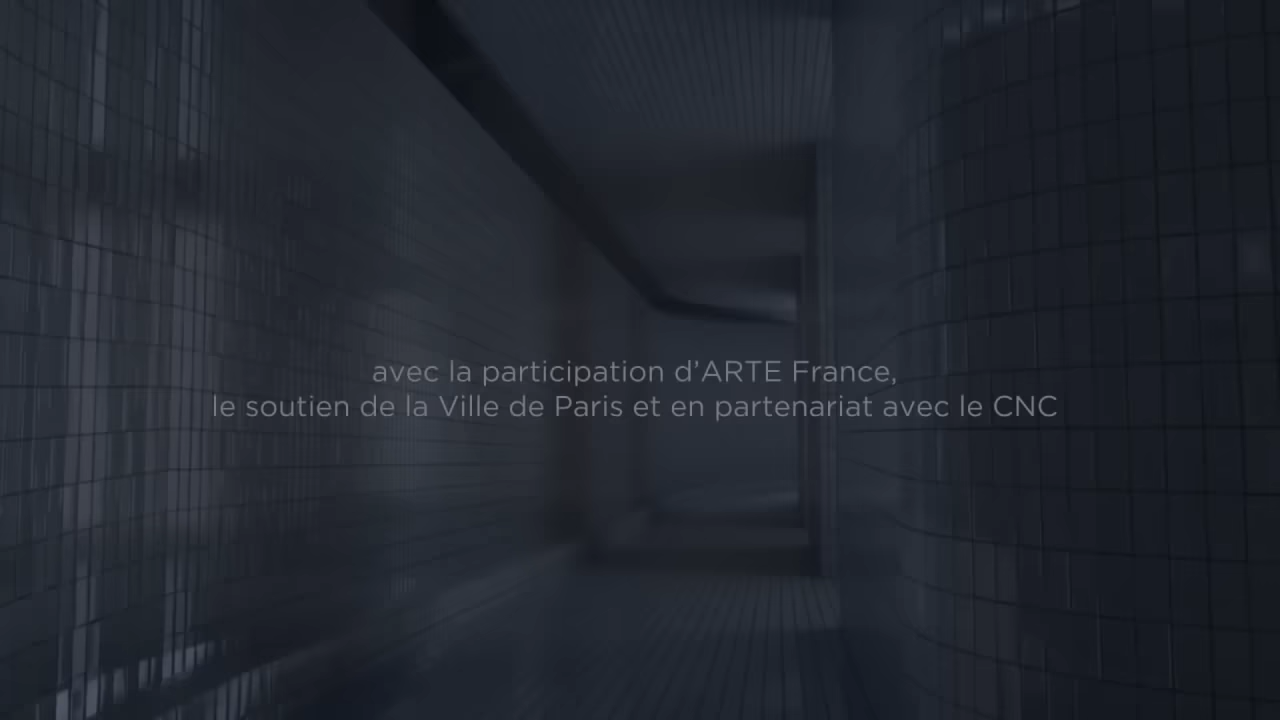 avec la participation d'ARTE France,
le soutien de la Ville de Paris et en partenariat avec le CNC